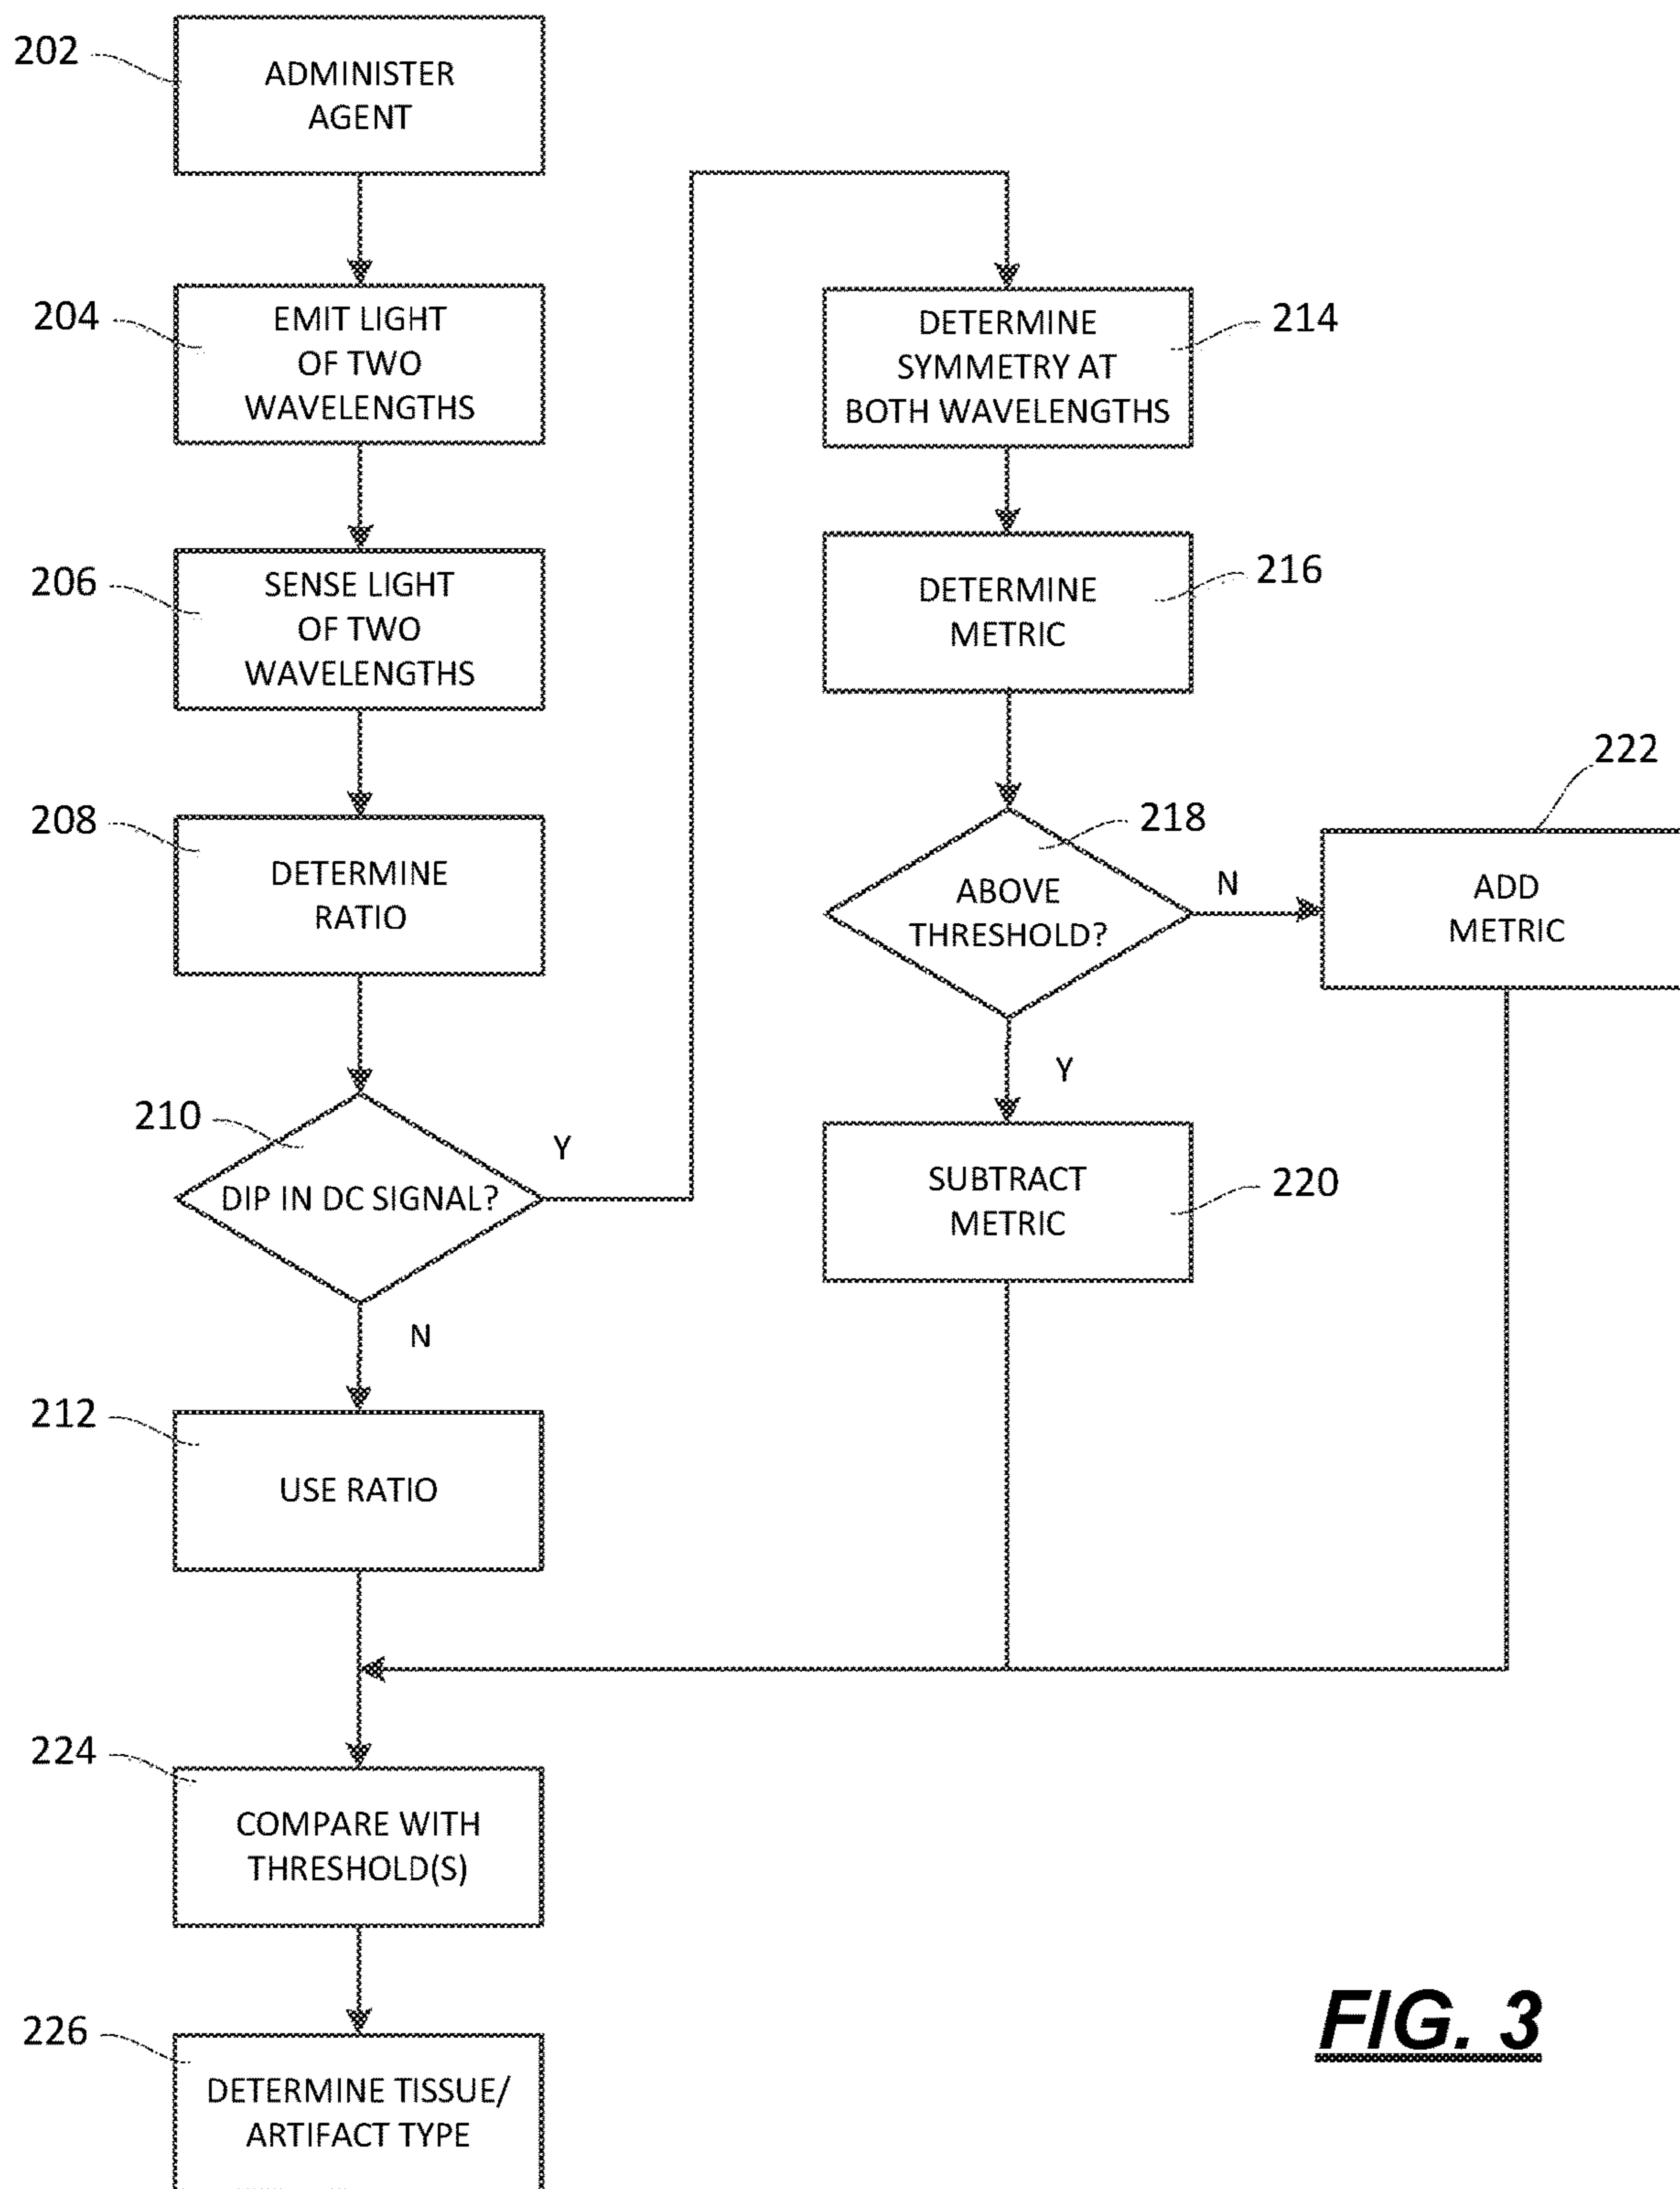 202
ADMINISTER
AGENT
204
EMIT LIGHT
OF TWO
WAVELENGTHS
206
SENSE LIGHT
OF TWO
WAVELENGTHS
208
DETERMINE
RATIO
210
DIP IN DC SIGNAL?
Y
N
212
USE RATIO
214
DETERMINE
SYMMETRY AT
BOTH WAVELENGTHS
216
DETERMINE
METRIC
218
ABOVE
THRESHOLD?
N
Y
222
ADD
METRIC
220
SUBTRACT
METRIC
224
COMPARE WITH
THRESHOLD(S)
226
DETERMINE TISSUE/
ARTIFACT TYPE
FIG. 3